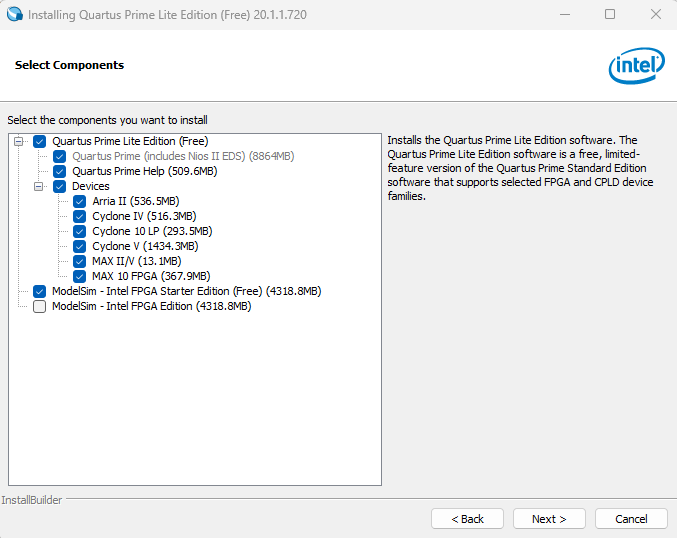 Installing Quartus Prime Lite Edition (Free) 20.1.1.720
Select Components
intel
Select the components you want to install
Quartus Prime Lite Edition (Free)
Quartus Prime (includes Nios II EDS) (8864MB)
Quartus Prime Help (509.6MB)
Devices
Arria II (536.5MB)
Cyclone IV (516.3MB)
Cyclone 10 LP (293.5MB)
Cyclone V (1434.3MB)
MAX II/V (13.1MB)
MAX 10 FPGA (367.9MB)
ModelSim - Intel FPGA Starter Edition (Free) (4318.8MB)
ModelSim - Intel FPGA Edition (4318.8MB)
Installs the Quartus Prime Lite Edition software. The
Quartus Prime Lite Edition software is a free, limited-
feature version of the Quartus Prime Standard Edition
software that supports selected FPGA and CPLD device
families.
InstallBuilder
< Back
Next >
Cancel